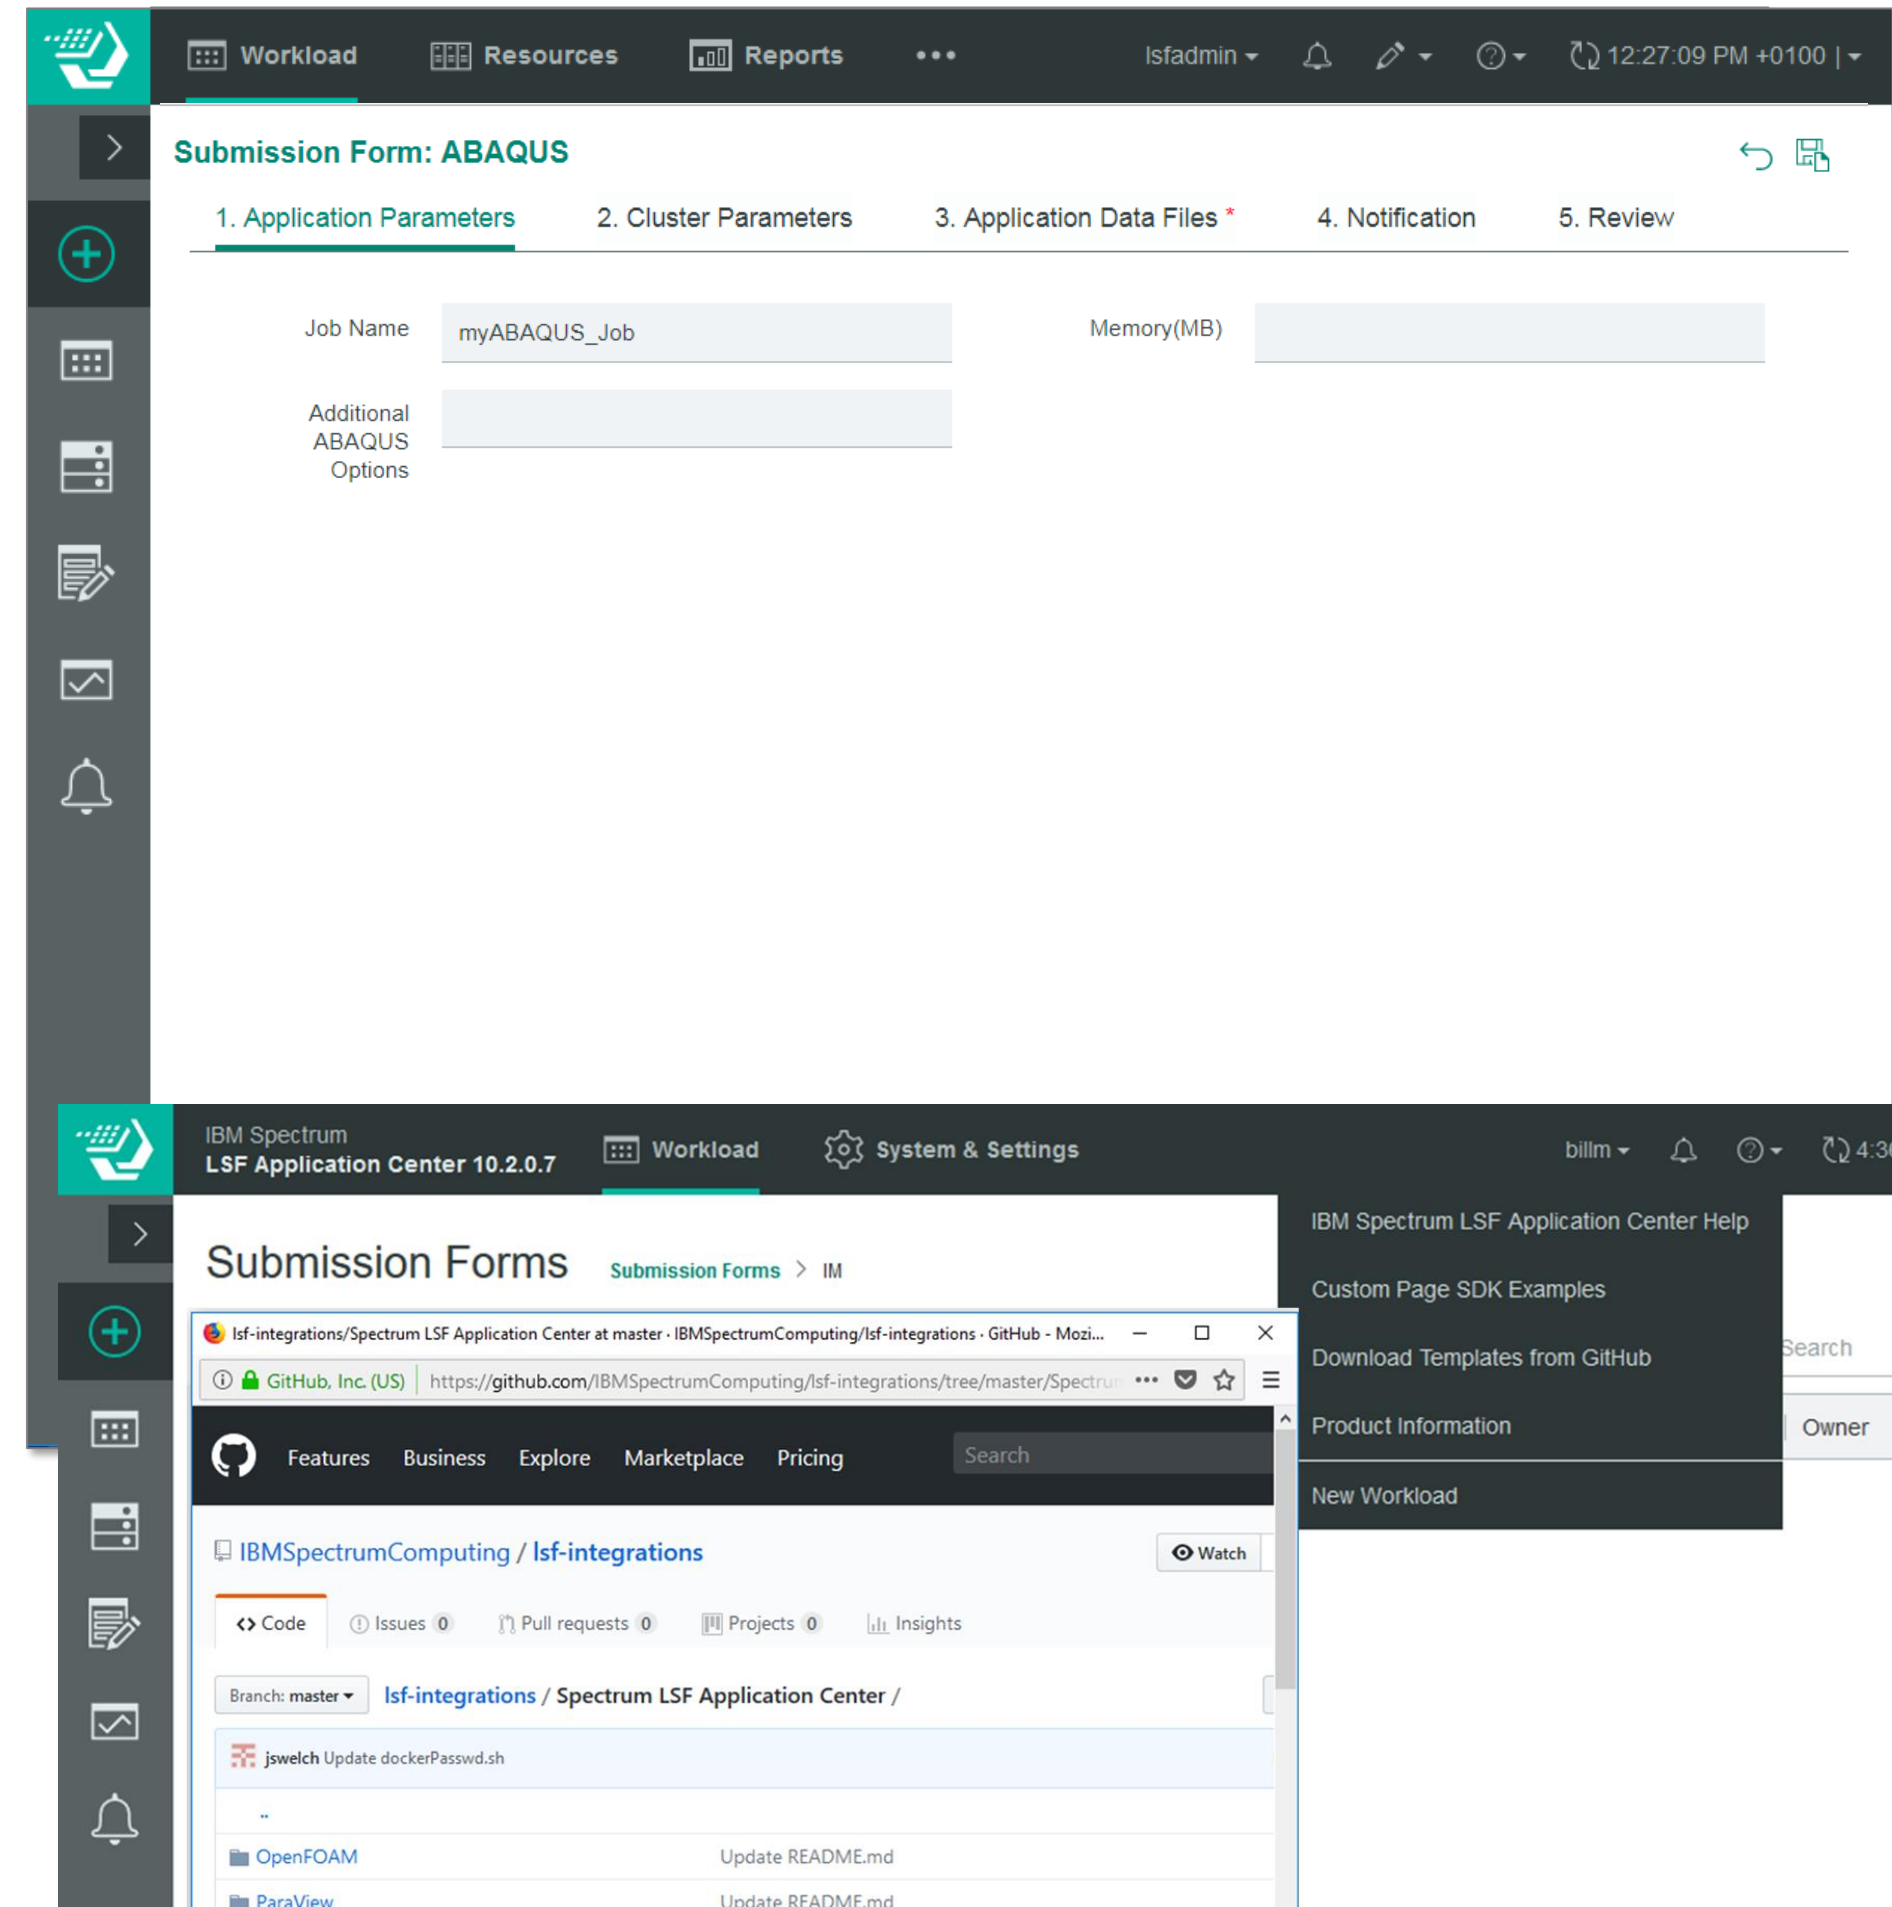 Workload Resources Reports ••• lsfadmin 12:27:09 PM +0100 |
Submission Form: ABAQUS
1. Application Parameters 2. Cluster Parameters 3. Application Data Files * 4. Notification 5. Review
Job Name myABAQUS_Job Memory(MB)
Additional
ABAQUS
Options
IBM Spectrum
LSF Application Center 10.2.0.7 Workload System & Settings billm 4:36
Submission Forms Submission Forms > IM
IBM Spectrum LSF Application Center Help
Custom Page SDK Examples
Download Templates from GitHub
Product Information
New Workload
Search
Owner
lsf-integrations/Spectrum LSF Application Center at master · IBMSpectrumComputing/lsf-integrations · GitHub - Mozi...
GitHub, Inc. (US) https://github.com/IBMSpectrumComputing/lsf-integrations/tree/master/Spectrum
Features Business Explore Marketplace Pricing Search
IBMSpectrumComputing / lsf-integrations Watch
<> Code Issues 0 Pull requests 0 Projects 0 Insights
Branch: master lsf-integrations / Spectrum LSF Application Center /
jswelch Update dockerPasswd.sh
..
OpenFOAM Update README.md
ParaView Update README.md